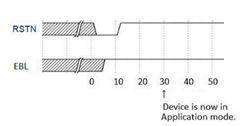 RSTN
EBL
0 10 20 30 40 50
Device is now in
Application mode.